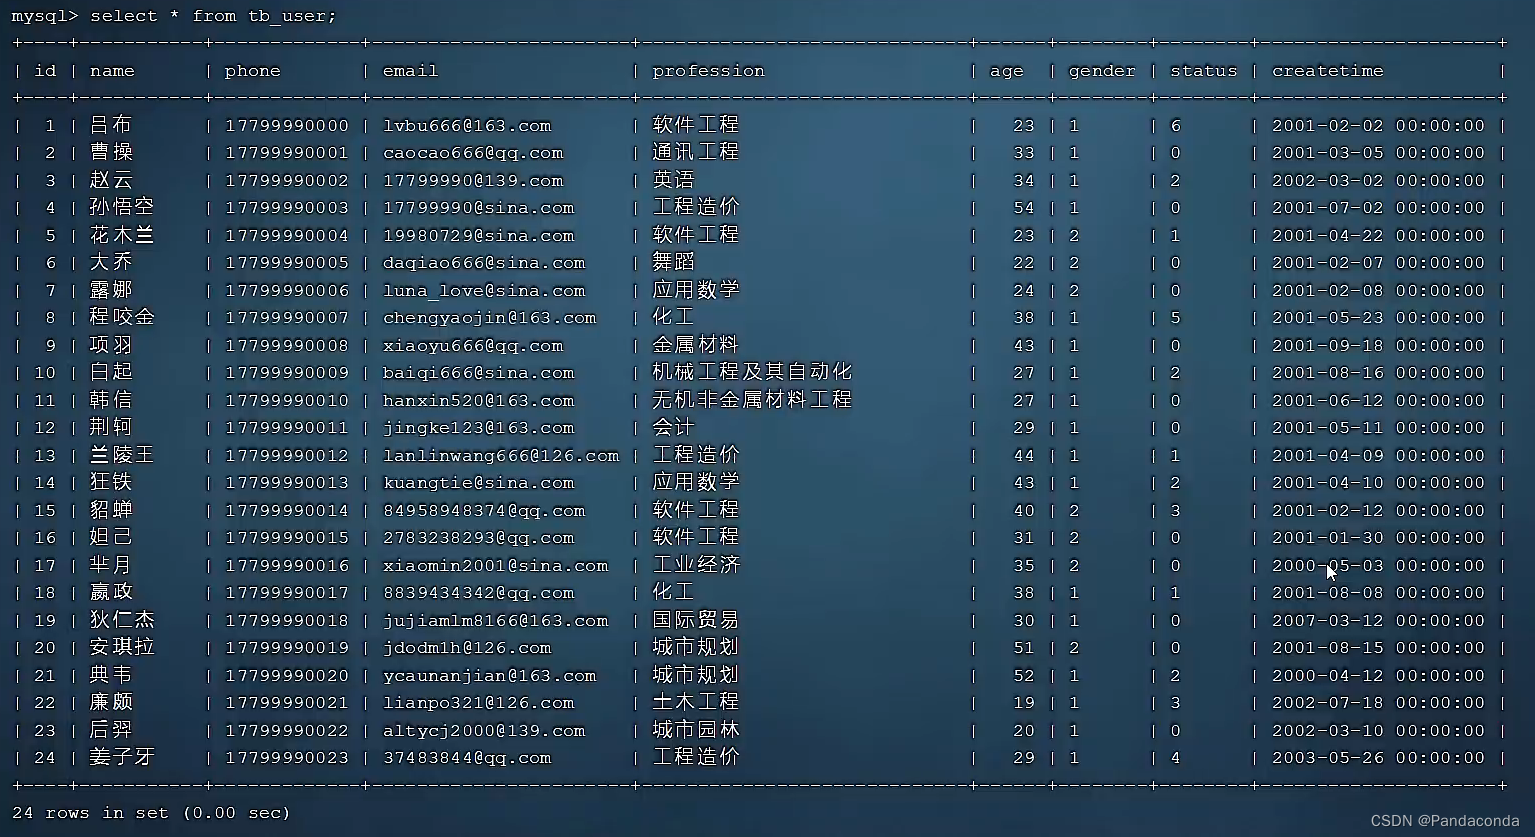 mysql> select * from tb_user;
+----+-----------+-------------+-----------------------+-----------------------------+------+--------+--------+---------------------+
| id | name | phone | email | profession | age | gender | status | createtime |
+----+-----------+-------------+-----------------------+-----------------------------+------+--------+--------+---------------------+
| 1 | 吕布 | 17799990000 | lvbu666@163.com | 软件工程 | 23 | 1 | 6 | 2001-02-02 00:00:00 |
| 2 | 曹操 | 17799990001 | caocao666@qq.com | 通讯工程 | 33 | 1 | 0 | 2001-03-05 00:00:00 |
| 3 | 赵云 | 17799990002 | 17799990@139.com | 英语 | 34 | 1 | 2 | 2002-03-02 00:00:00 |
| 4 | 孙悟空 | 17799990003 | 17799990@sina.com | 工程造价 | 54 | 1 | 0 | 2001-07-02 00:00:00 |
| 5 | 花木兰 | 17799990004 | 19980729@sina.com | 软件工程 | 23 | 2 | 1 | 2001-04-22 00:00:00 |
| 6 | 大乔 | 17799990005 | daqiao666@sina.com | 舞蹈 | 22 | 2 | 0 | 2001-02-07 00:00:00 |
| 7 | 露娜 | 17799990006 | luna_love@sina.com | 应用数学 | 24 | 2 | 0 | 2001-02-08 00:00:00 |
| 8 | 程咬金 | 17799990007 | chengyaojin@163.com | 化工 | 38 | 1 | 5 | 2001-05-23 00:00:00 |
| 9 | 项羽 | 17799990008 | xiaoyu666@qq.com | 金属材料 | 43 | 1 | 0 | 2001-09-18 00:00:00 |
| 10 | 白起 | 17799990009 | baiqi666@sina.com | 机械工程及其自动化 | 27 | 1 | 2 | 2001-08-16 00:00:00 |
| 11 | 韩信 | 17799990010 | hanxin520@163.com | 无机非金属材料工程 | 27 | 1 | 0 | 2001-06-12 00:00:00 |
| 12 | 荆轲 | 17799990011 | jingke123@163.com | 会计 | 29 | 1 | 0 | 2001-05-11 00:00:00 |
| 13 | 兰陵王 | 17799990012 | lanlinwang666@126.com | 工程造价 | 44 | 1 | 1 | 2001-04-09 00:00:00 |
| 14 | 狂铁 | 17799990013 | kuangtie@sina.com | 应用数学 | 43 | 1 | 2 | 2001-04-10 00:00:00 |
| 15 | 貂蝉 | 17799990014 | 84958948374@qq.com | 软件工程 | 40 | 2 | 3 | 2001-02-12 00:00:00 |
| 16 | 妲己 | 17799990015 | 2783238293@qq.com | 软件工程 | 31 | 2 | 0 | 2001-01-30 00:00:00 |
| 17 | 芈月 | 17799990016 | xiaomin2001@sina.com | 工业经济 | 35 | 2 | 0 | 2000-05-03 00:00:00 |
| 18 | 嬴政 | 17799990017 | 8839434342@qq.com | 化工 | 38 | 1 | 1 | 2001-08-08 00:00:00 |
| 19 | 狄仁杰 | 17799990018 | jujiamlm8166@163.com | 国际贸易 | 30 | 1 | 0 | 2007-03-12 00:00:00 |
| 20 | 安琪拉 | 17799990019 | jdodm1h@126.com | 城市规划 | 51 | 2 | 0 | 2001-08-15 00:00:00 |
| 21 | 典韦 | 17799990020 | ycaunanjian@163.com | 城市规划 | 52 | 1 | 2 | 2000-04-12 00:00:00 |
| 22 | 廉颇 | 17799990021 | lianpo321@126.com | 土木工程 | 19 | 1 | 3 | 2002-07-18 00:00:00 |
| 23 | 后羿 | 17799990022 | altycj2000@139.com | 城市园林 | 20 | 1 | 0 | 2002-03-10 00:00:00 |
| 24 | 姜子牙 | 17799990023 | 37483844@qq.com | 工程造价 | 29 | 1 | 4 | 2003-05-26 00:00:00 |
+----+-----------+-------------+-----------------------+-----------------------------+------+--------+--------+---------------------+
24 rows in set (0.00 sec)
CSDN @Pandaconda